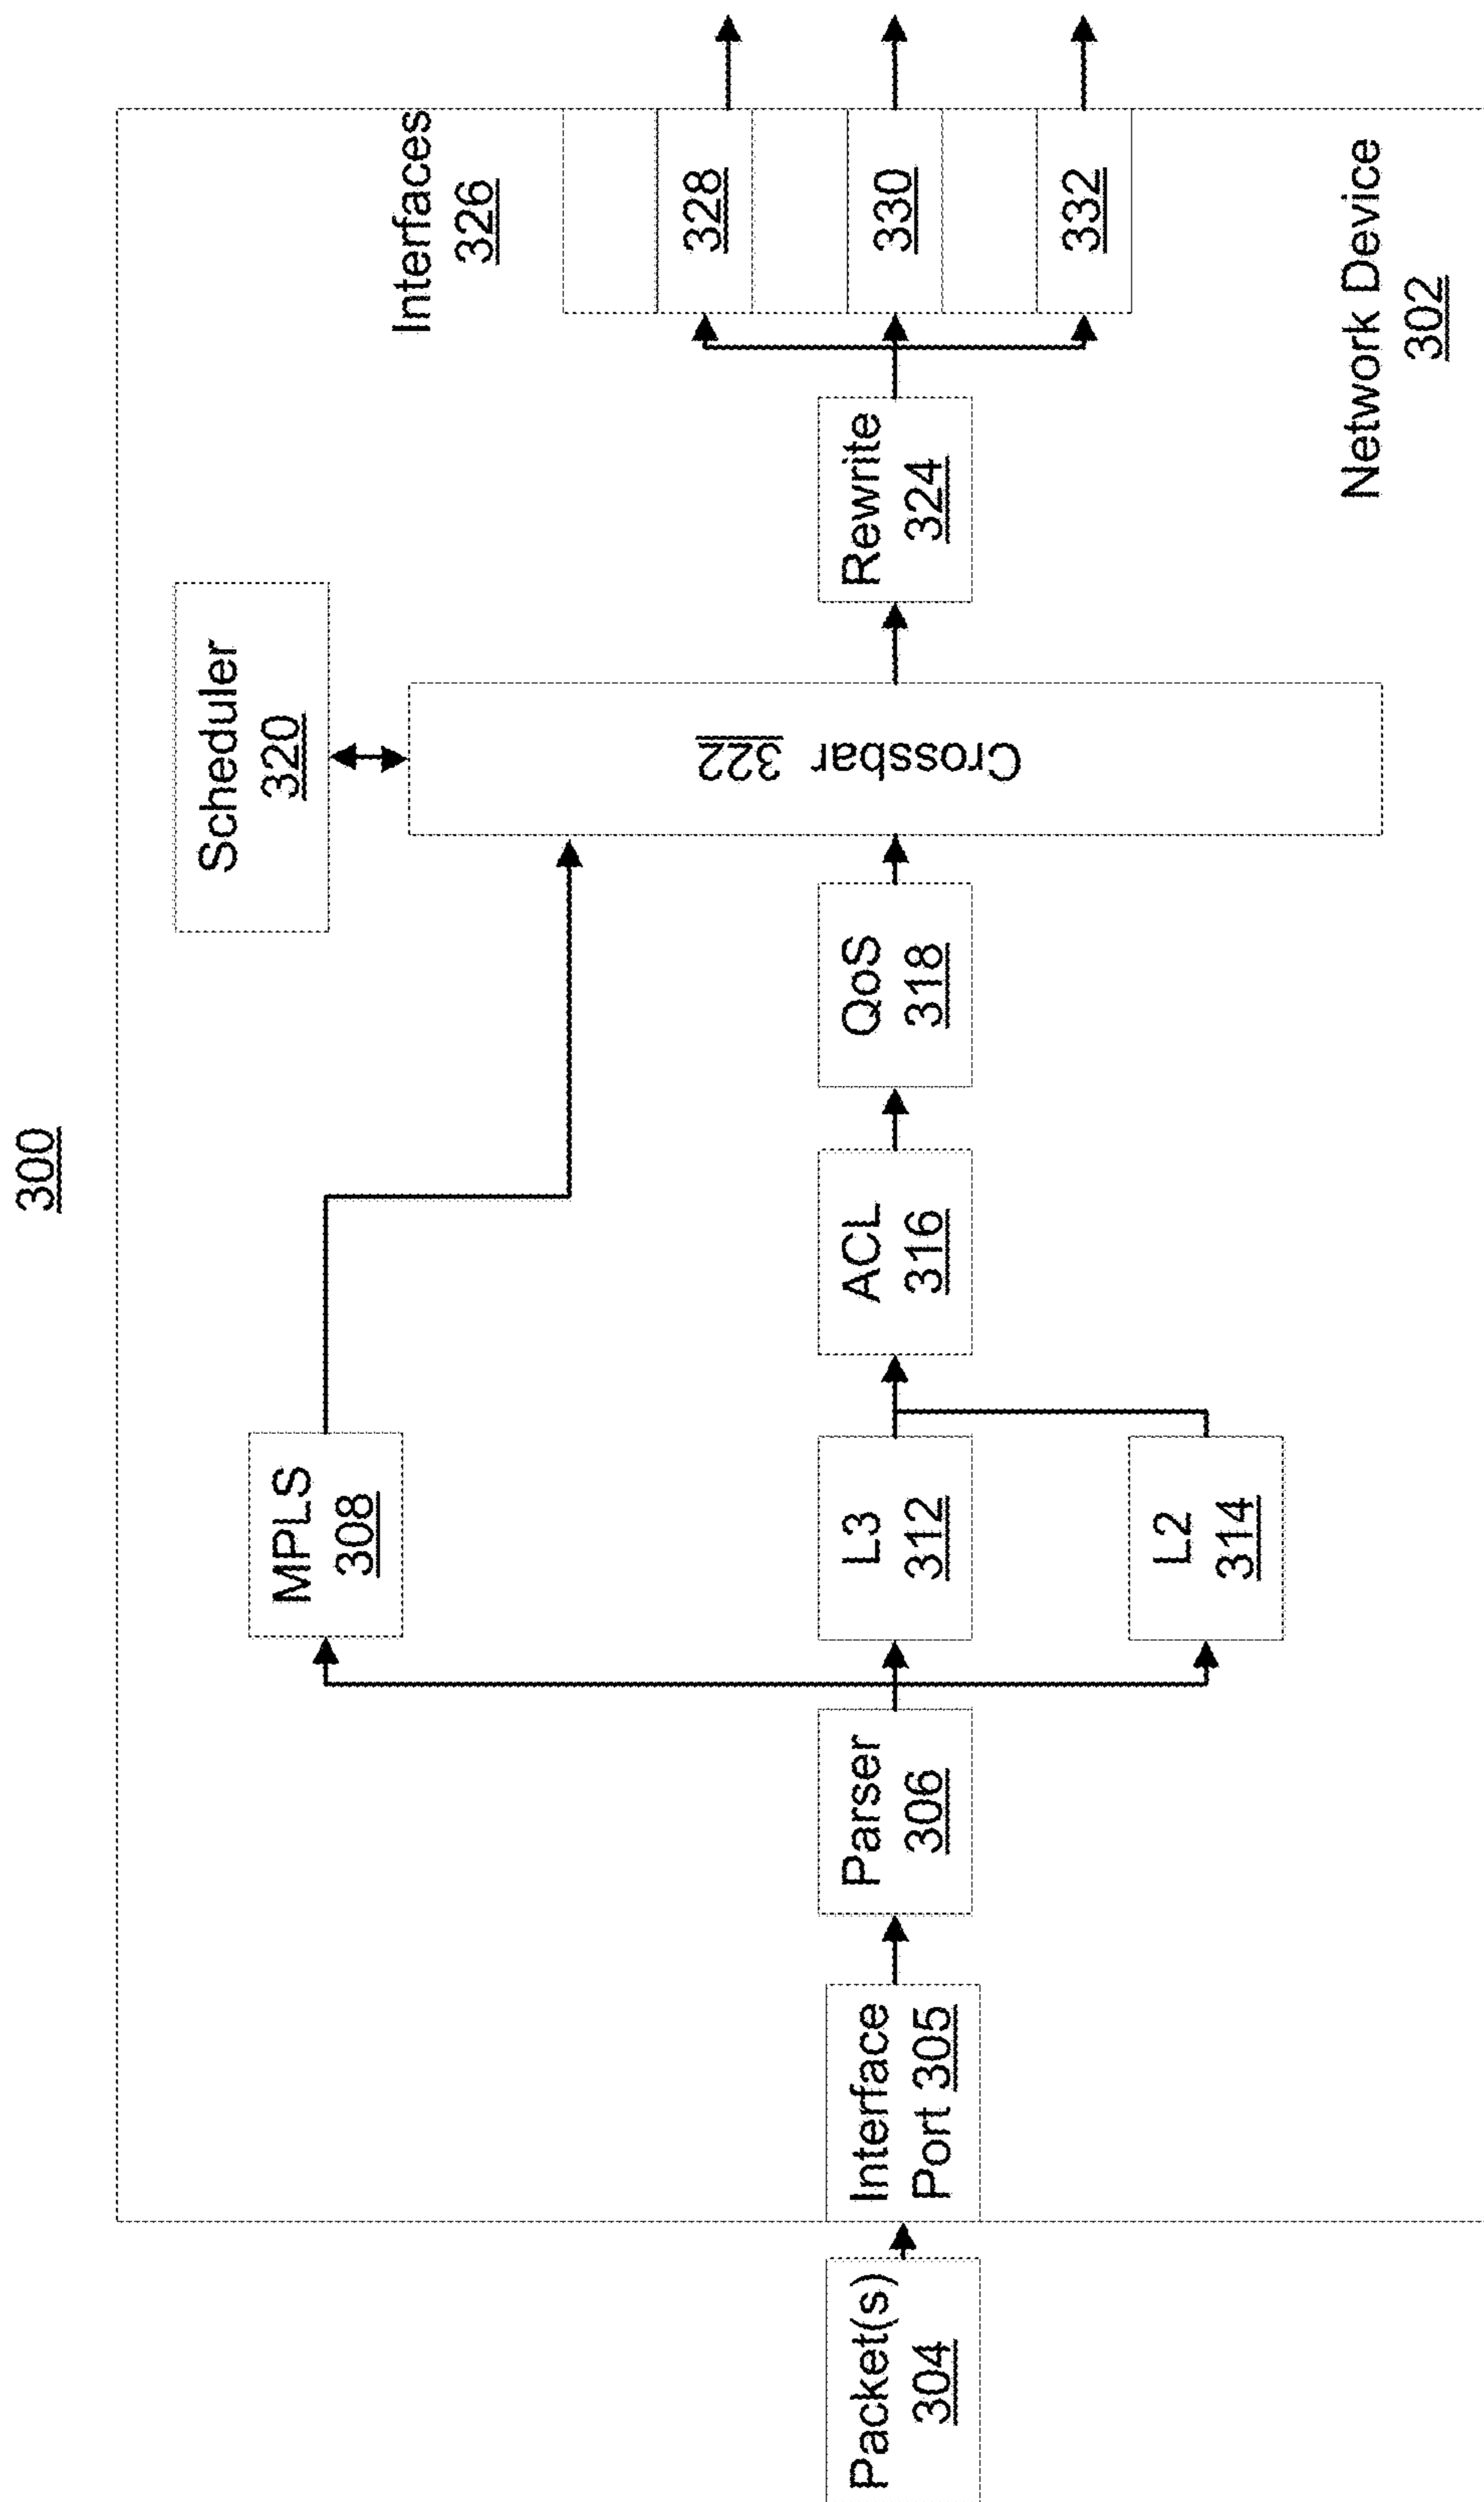 300
Packet(s)
304
Interface
Port 305
Parser
306
MPLS
308
L3
312
L2
314
ACL
316
QoS
318
Scheduler
320
Crossbar 322
Rewrite
324
Interfaces
326
328
330
332
Network Device
302